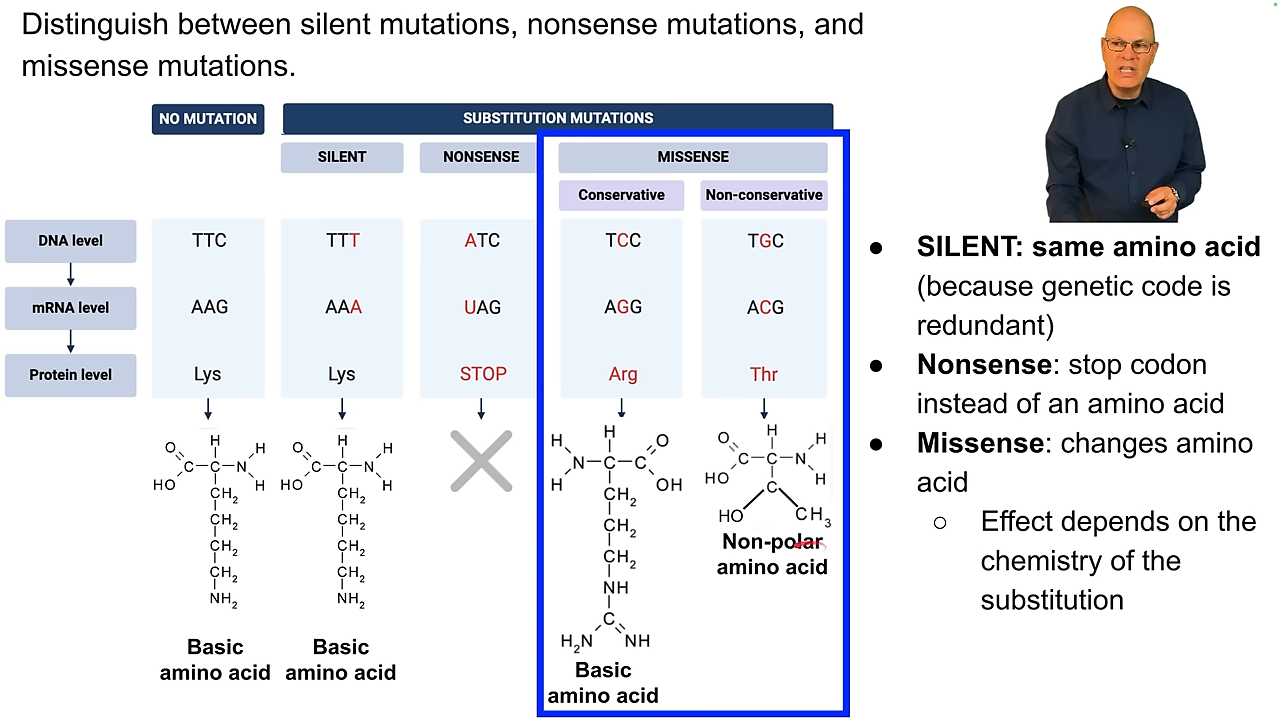 Distinguish between silent mutations, nonsense mutations, and
missense mutations.
NO MUTATION
SUBSTITUTION MUTATIONS
SILENT
NONSENSE
MISSENSE
Conservative
Non-conservative
DNA level
TTC
TTT
ATC
TCC
TGC
mRNA level
AAG
AAA
UAG
AGG
ACG
Protein level
Lys
Lys
STOP
Arg
Thr
H
O
H
C
C
N
HO
H
CH2
CH2
CH2
CH2
NH2
Basic
amino acid
H
O
H
C
C
N
HO
H
CH2
CH2
CH2
CH2
NH2
Basic
amino acid
H
H
O
N
C
C
H
OH
CH2
CH2
CH2
NH
C
H2N
NH
Basic
amino acid
H
O
H
C
C
N
HO
H
C
HO
CH3
Non-polar
amino acid
● SILENT: same amino acid
(because genetic code is
redundant)
● Nonsense: stop codon
instead of an amino acid
● Missense: changes amino
acid
○ Effect depends on the
chemistry of the
substitution